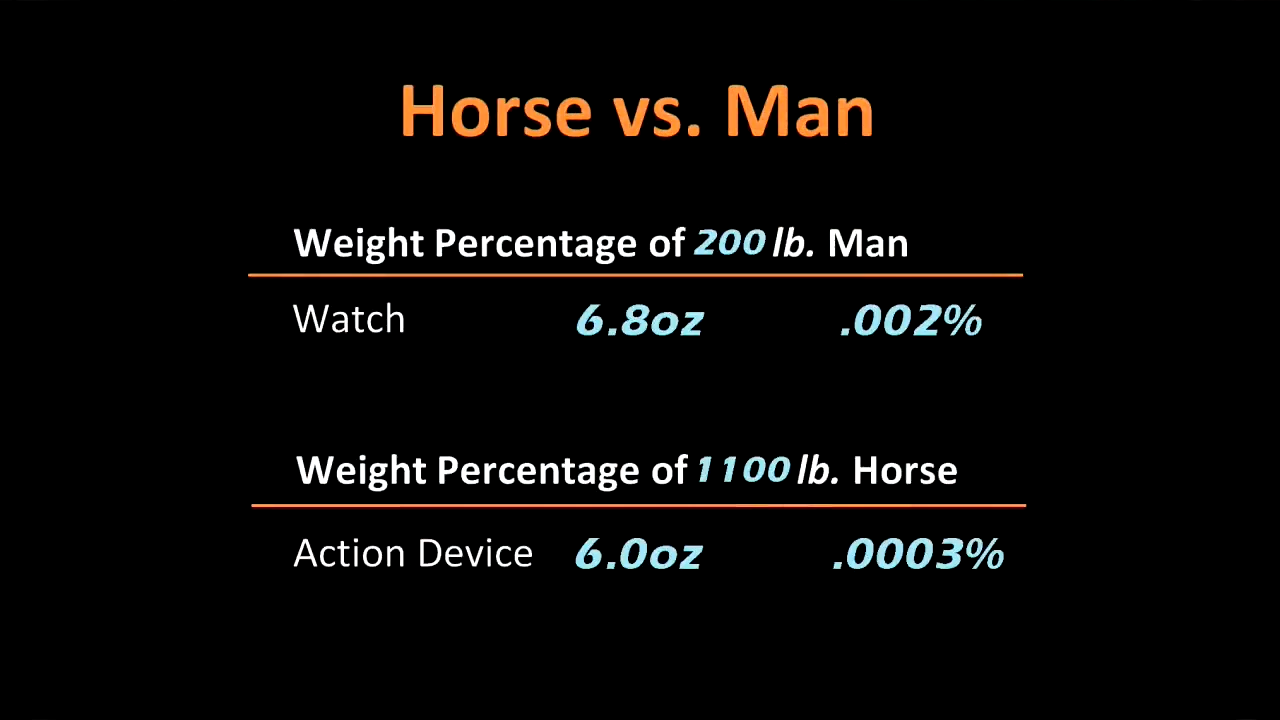 Horse vs. Man
Weight Percentage of 200 lb. Man
Watch 6.8oz .002%
Weight Percentage of 1100 lb. Horse
Action Device 6.0oz .0003%